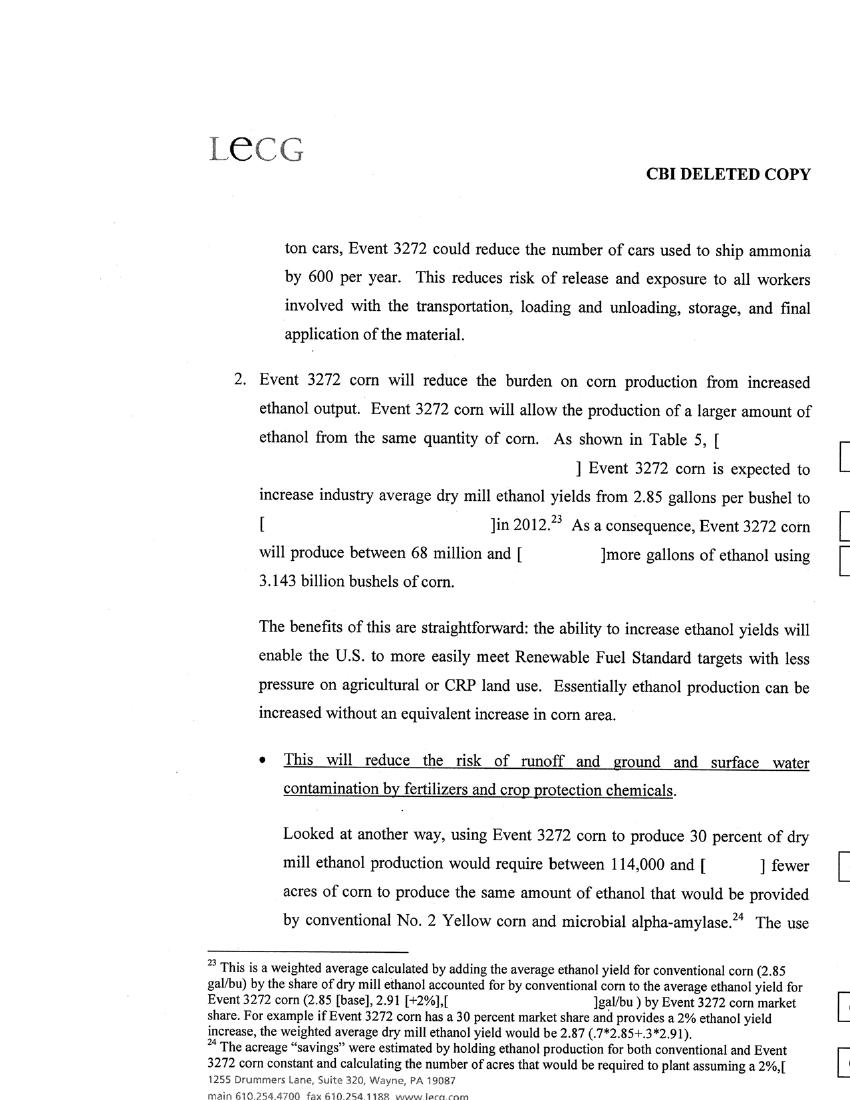 LECG
CBI DELETED COPY
ton cars, Event 3272 could reduce the number of cars used to ship ammonia
by 600 per year. This reduces risk of release and exposure to all workers
involved with the transportation, loading and unloading, storage, and final
application of the material.
2. Event 3272 corn will reduce the burden on corn production from increased
ethanol output. Event 3272 corn will allow the production of a larger amount of
ethanol from the same quantity of corn. As shown in Table 5, [
] Event 3272 corn is expected to
increase industry average dry mill ethanol yields from 2.85 gallons per bushel to
[ ]in 2012.23 As a consequence, Event 3272 corn
will produce between 68 million and [ ]more gallons of ethanol using
3.143 billion bushels of corn.
The benefits of this are straightforward: the ability to increase ethanol yields will
enable the U.S. to more easily meet Renewable Fuel Standard targets with less
pressure on agricultural or CRP land use. Essentially ethanol production can be
increased without an equivalent increase in corn area.
• This will reduce the risk of runoff and ground and surface water
contamination by fertilizers and crop protection chemicals.
Looked at another way, using Event 3272 corn to produce 30 percent of dry
mill ethanol production would require between 114,000 and [ ] fewer
acres of corn to produce the same amount of ethanol that would be provided
by conventional No. 2 Yellow corn and microbial alpha-amylase.24 The use
23 This is a weighted average calculated by adding the average ethanol yield for conventional corn (2.85
gal/bu) by the share of dry mill ethanol accounted for by conventional corn to the average ethanol yield for
Event 3272 corn (2.85 [base], 2.91 [+2%],[ ]gal/bu ) by Event 3272 corn market
share. For example if Event 3272 corn has a 30 percent market share and provides a 2% ethanol yield
increase, the weighted average dry mill ethanol yield would be 2.87 (.7*2.85+.3*2.91).
24 The acreage “savings” were estimated by holding ethanol production for both conventional and Event
3272 corn constant and calculating the number of acres that would be required to plant assuming a 2%,[
1255 Drummers Lane, Suite 320, Wayne, PA 19087
main 610.254.4700 fax 610.254.1188 www.lecg.com